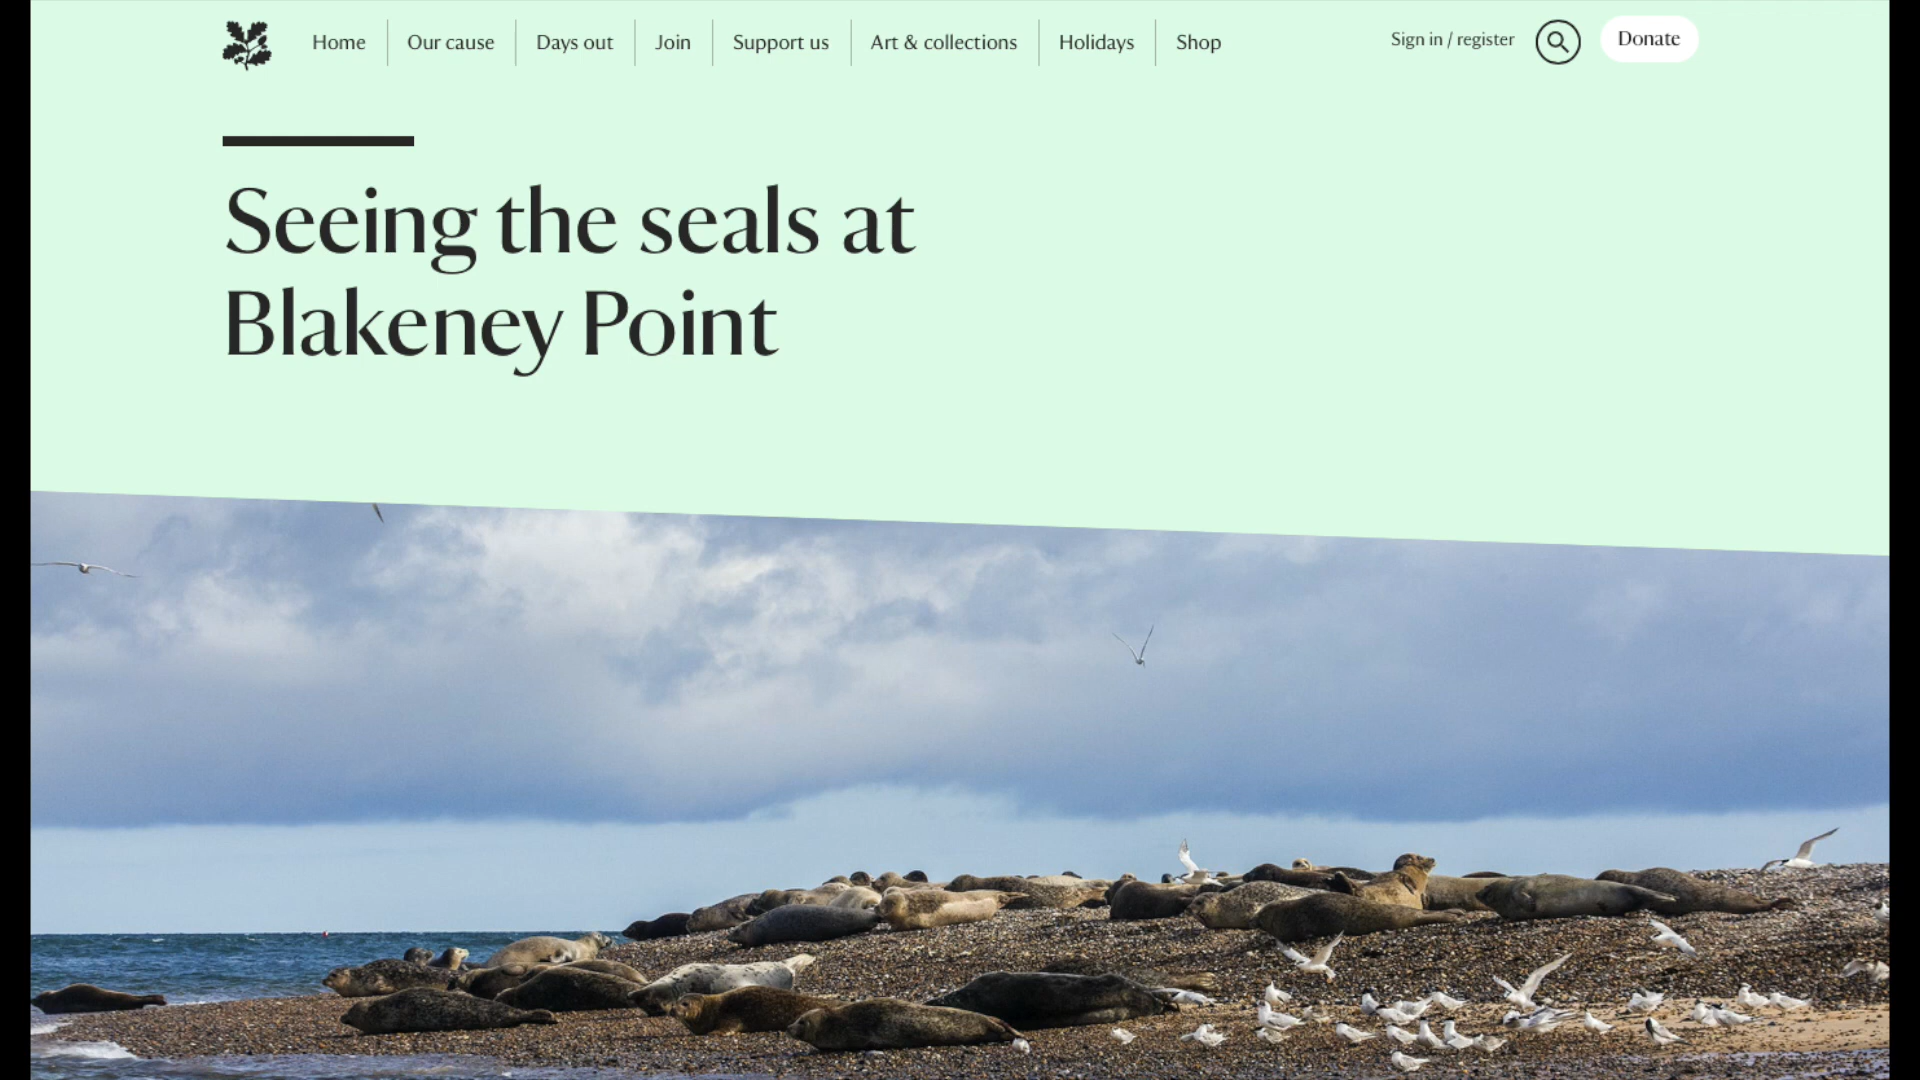 Home
Our cause
Days out
Join
Support us
Art & collections
Holidays
Shop
Sign in / register
Donate
Seeing the seals at
Blakeney Point